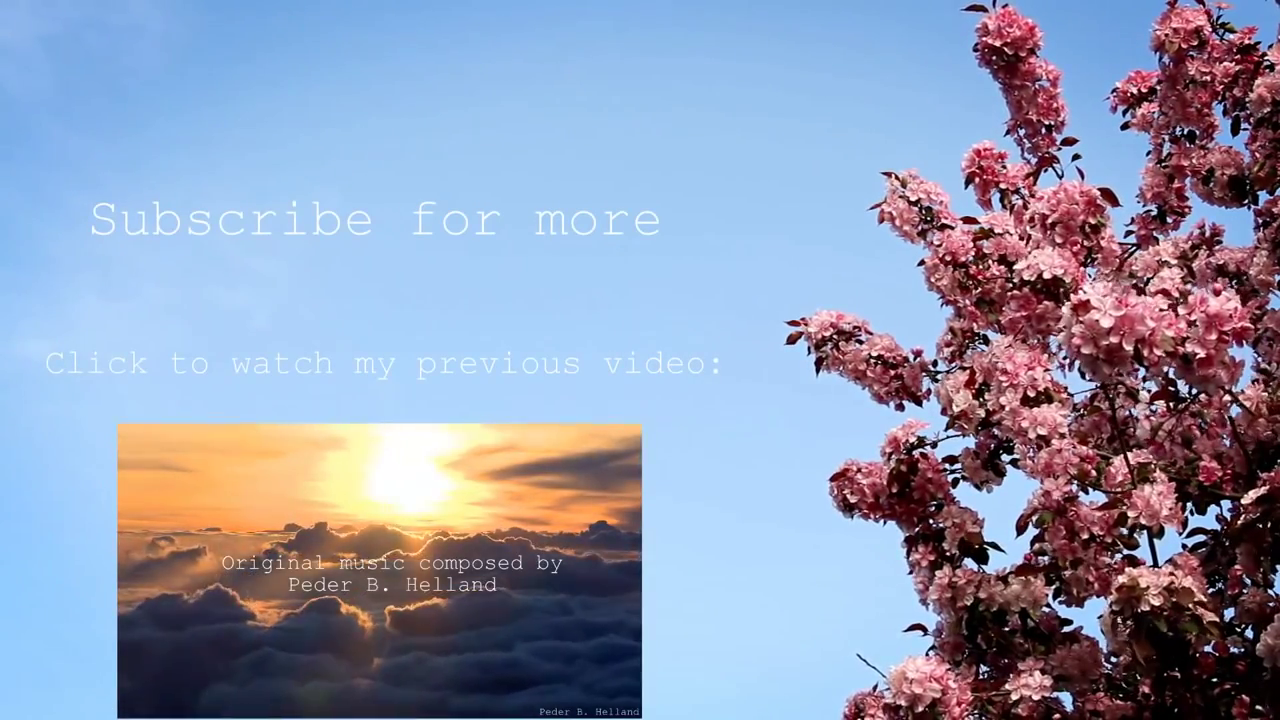 Subscribe for more
Click to watch my previous video:
Original music composed by
Peder B. Helland
Peder B. Helland